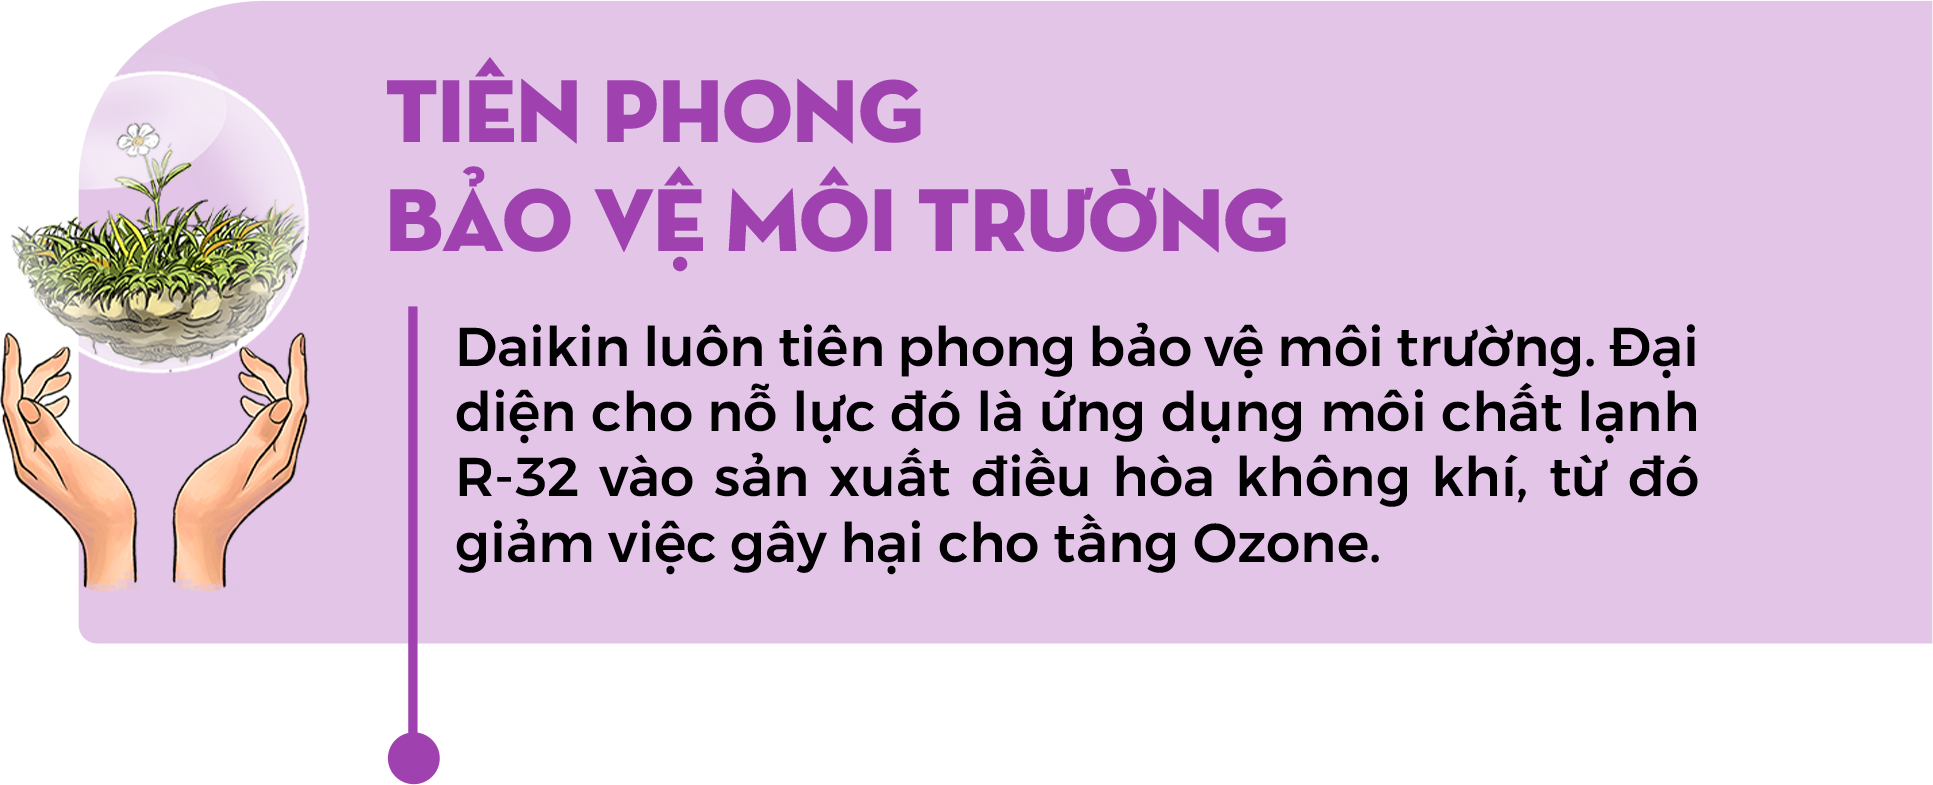 TIÊN PHONG
BẢO VỆ MÔI TRƯỜNG
Daikin luôn tiên phong bảo vệ môi trường. Đại
diện cho nỗ lực đó là ứng dụng môi chất lạnh
R-32 vào sản xuất điều hòa không khí, từ đó
giảm việc gây hại cho tầng Ozone.